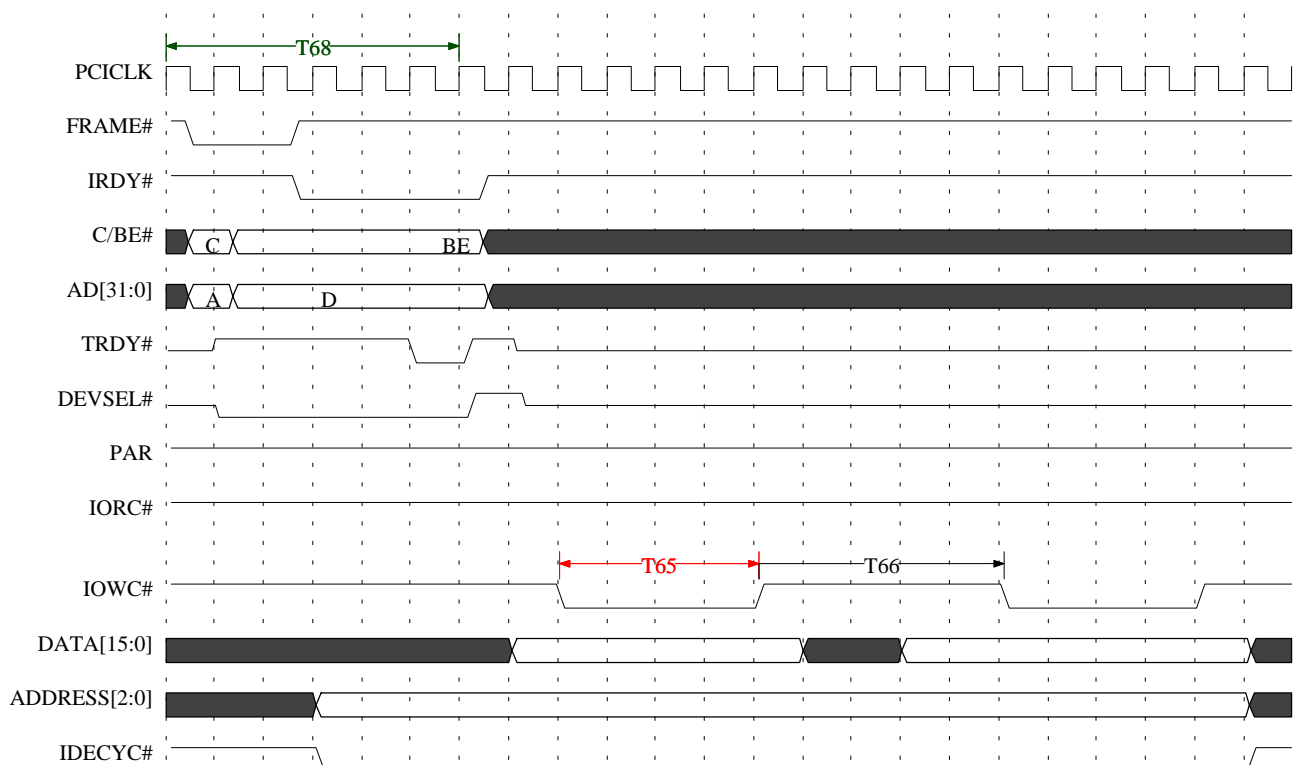 T68
PCICLK
FRAME#
IRDY#
C/BE# C BE
AD[31:0] A D
TRDY#
DEVSEL#
PAR
IORC#
T65 T66
IOWC#
DATA[15:0]
ADDRESS[2:0]
IDECYC#